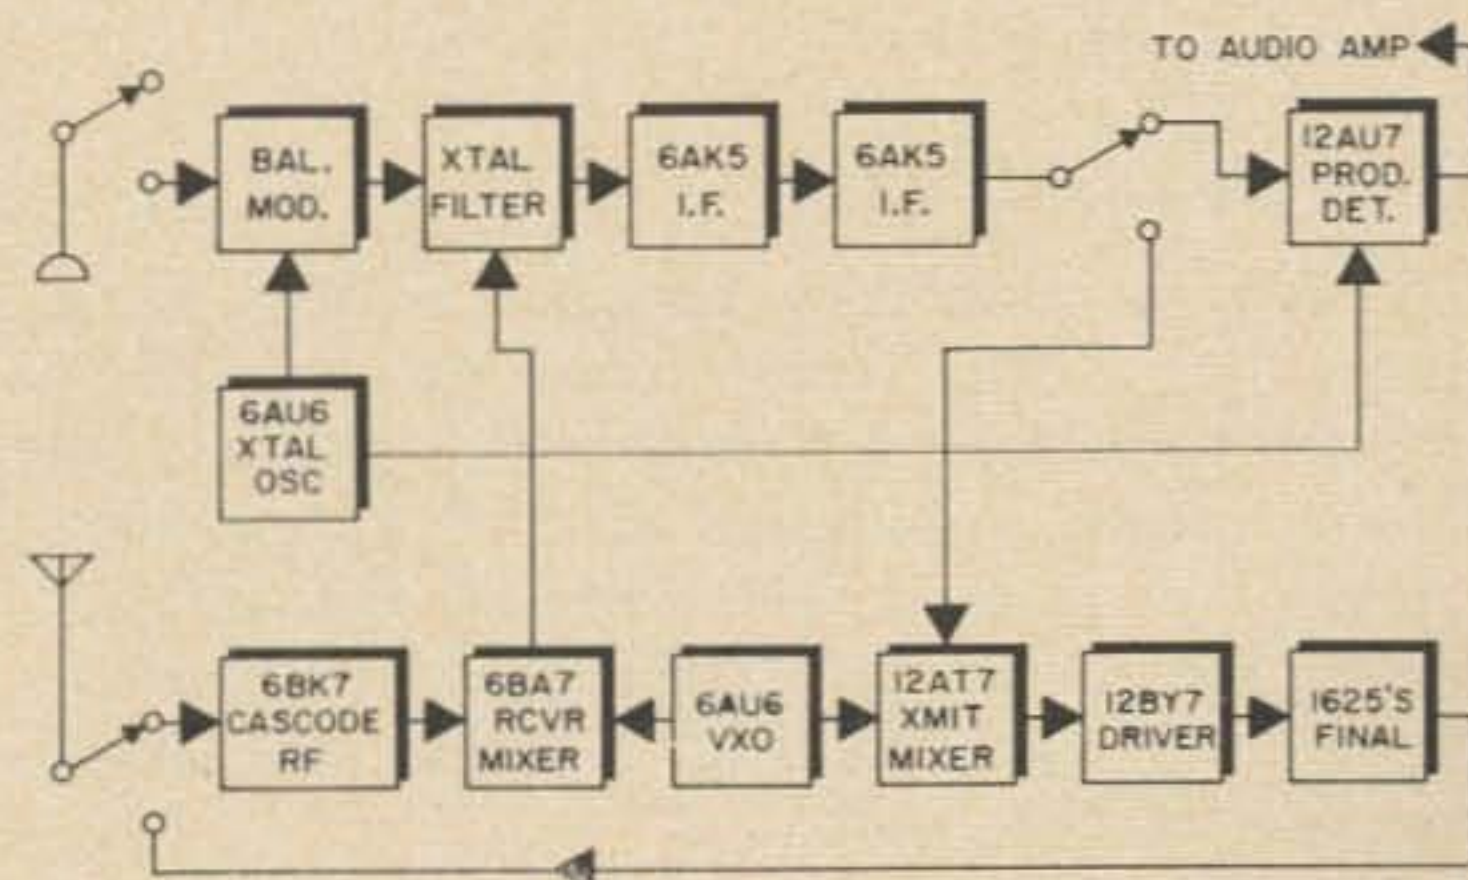 TO AUDIO AMP
BAL.
MOD.
XTAL
FILTER
6AK5
I.F.
6AK5
I.F.
12AU7
PROD.
DET.
6AU6
XTAL
OSC
6BK7
CASCODE
RF
6BA7
RCVR
MIXER
6AU6
VXO
12AT7
XMIT
MIXER
12BY7
DRIVER
1625'S
FINAL